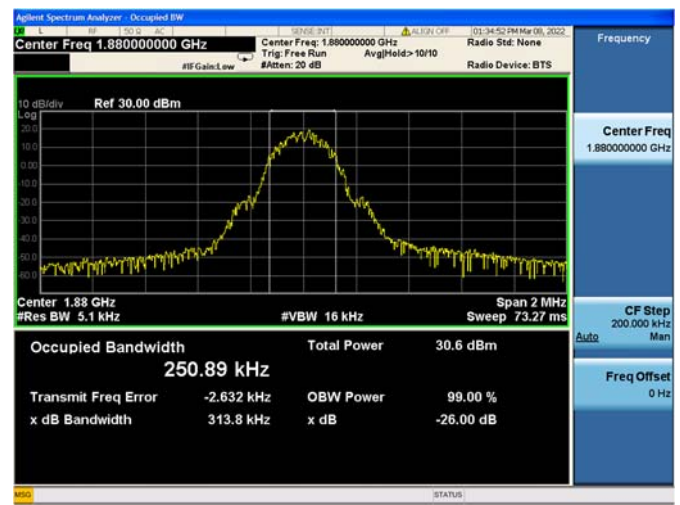 Agilent Spectrum Analyzer - Occupied BW
L RF 50 Ω AC SENSE:INT ALIGN OFF 01:34:52 PM Mar 08, 2022
Center Freq 1.880000000 GHz
Center Freq: 1.880000000 GHz
Radio Std: None
Trig: Free Run Avg|Hold>10/10
#IFGain:Low
#Atten: 20 dB
Radio Device: BTS
Frequency
10 dB/div Ref 30.00 dBm
Log
20.0
10.0
0.00
-10.0
-20.0
-30.0
-40.0
-50.0
-60.0
Center 1.88 GHz
Span 2 MHz
#Res BW 5.1 kHz
#VBW 16 kHz
Sweep 73.27 ms
Center Freq
1.880000000 GHz
CF Step
200.000 kHz
Auto Man
Freq Offset
0 Hz
Occupied Bandwidth
250.89 kHz
Total Power 30.6 dBm
Transmit Freq Error -2.632 kHz
OBW Power 99.00 %
x dB Bandwidth 313.8 kHz
x dB -26.00 dB
MSG
STATUS